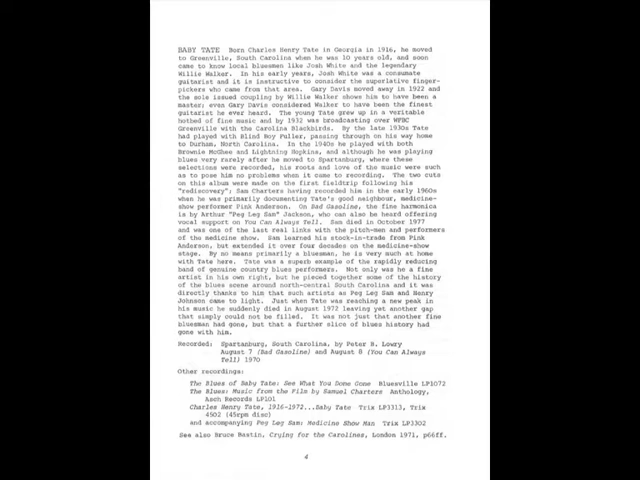 BABY TATE Born Charles Henry Tate in Georgia in 1916, he moved
to Greenville, South Carolina when he was 10 years old, and soon
came to know local bluesmen like Josh White and the legendary
Willie Walker. In his early years, Josh White was a consumate
guitarist and it is instructive to consider the superlative finger-
pickers who came from that area. Gary Davis moved away in 1922 and
the sole issued coupling by Willie Walker shows him to have been a
master; even Gary Davis considered Walker to have been the finest
guitarist he ever heard. The young Tate grew up in a veritable
hotbed of fine music and by 1932 was broadcasting over WFBC
Greenville with the Carolina Blackbirds. By the late 1930s Tate
had played with Blind Boy Fuller, passing through on his way home
to Durham, North Carolina. In the 1940s he played with both
Brownie McGhee and Lightning Hopkins, and although he was playing
blues very rarely after he moved to Spartanburg, where these
selections were recorded, his roots and love of the music were such
as to pose him no problems when it came to recording. The two cuts
on this album were made on the first fieldtrip following his
"rediscovery"; Sam Charters having recorded him in the early 1960s
when he was primarily documenting Tate's good neighbour, medicine-
show performer Pink Anderson. On Bad Gasoline, the fine harmonica
is by Arthur "Peg Leg Sam" Jackson, who can also be heard offering
vocal support on You Can Always Tell. Sam died in October 1977
and was one of the last real links with the pitch-men and performers
of the medicine show. Sam learned his stock-in-trade from Pink
Anderson, but extended it over four decades on the medicine-show
stage. By no means primarily a bluesman, he is very much at home
with Tate here. Tate was a superb example of the rapidly reducing
band of genuine country blues performers. Not only was he a fine
artist in his own right, but he pieced together some of the history
of the blues scene around north-central South Carolina and it was
directly thanks to him that such artists as Peg Leg Sam and Henry
Johnson came to light. Just when Tate was reaching a new peak in
his music he suddenly died in August 1972 leaving yet another gap
that simply could not be filled. It was not just that another fine
bluesman had gone, but that a further slice of blues history had
gone with him.
Recorded: Spartanburg, South Carolina, by Peter B. Lowry
August 7 (Bad Gasoline) and August 8 (You Can Always
Tell) 1970
Other recordings:
The Blues of Baby Tate: See What You Done Gone Bluesville LP1072
The Blues: Music from the Film by Samuel Charters Anthology,
Asch Records LP101
Charles Henry Tate, 1916-1972...Baby Tate Trix LP3313, Trix
4502 (45rpm disc)
and accompanying Peg Leg Sam: Medicine Show Man Trix LP3302
See also Bruce Bastin, Crying for the Carolines, London 1971, p66ff.
4